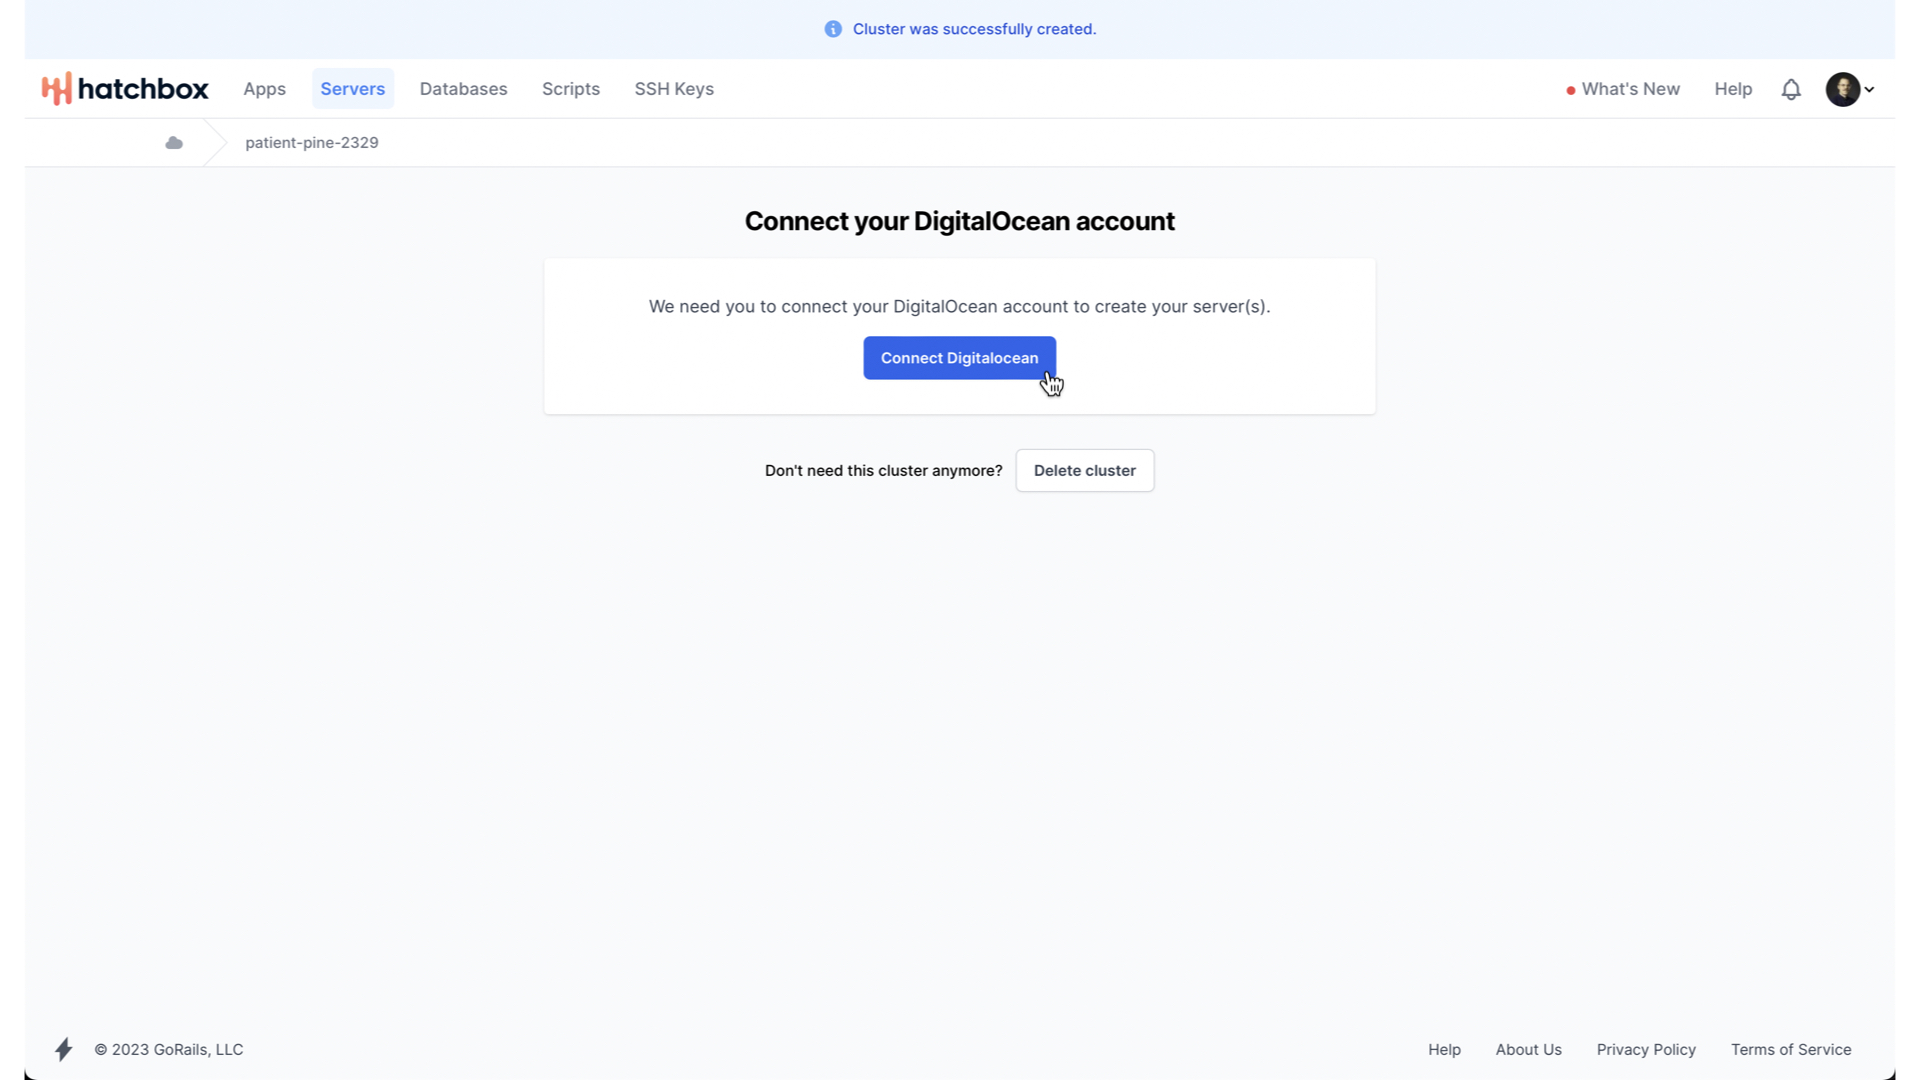 Cluster was successfully created.
hatchbox Apps Servers Databases Scripts SSH Keys What's New Help
patient-pine-2329
Connect your DigitalOcean account
We need you to connect your DigitalOcean account to create your server(s).
Connect Digitalocean
Don't need this cluster anymore? Delete cluster
© 2023 GoRails, LLC Help About Us Privacy Policy Terms of Service